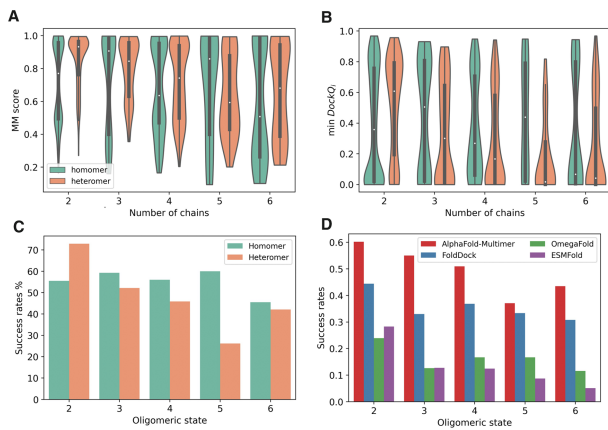 A
MM score
1.0
0.8
0.6
0.4
0.2
homomer
heteromer
2 3 4 5 6
Number of chains
B
min DockQi
1.0
0.8
0.6
0.4
0.2
0.0
2 3 4 5 6
Number of chains
C
Success rates %
70
60
50
40
30
20
10
0
Homomer
Heteromer
2 3 4 5 6
Oligomeric state
D
Success rates
0.6
0.5
0.4
0.3
0.2
0.1
0.0
AlphaFold-Multimer
FoldDock
OmegaFold
ESMFold
2 3 4 5 6
Oligomeric state